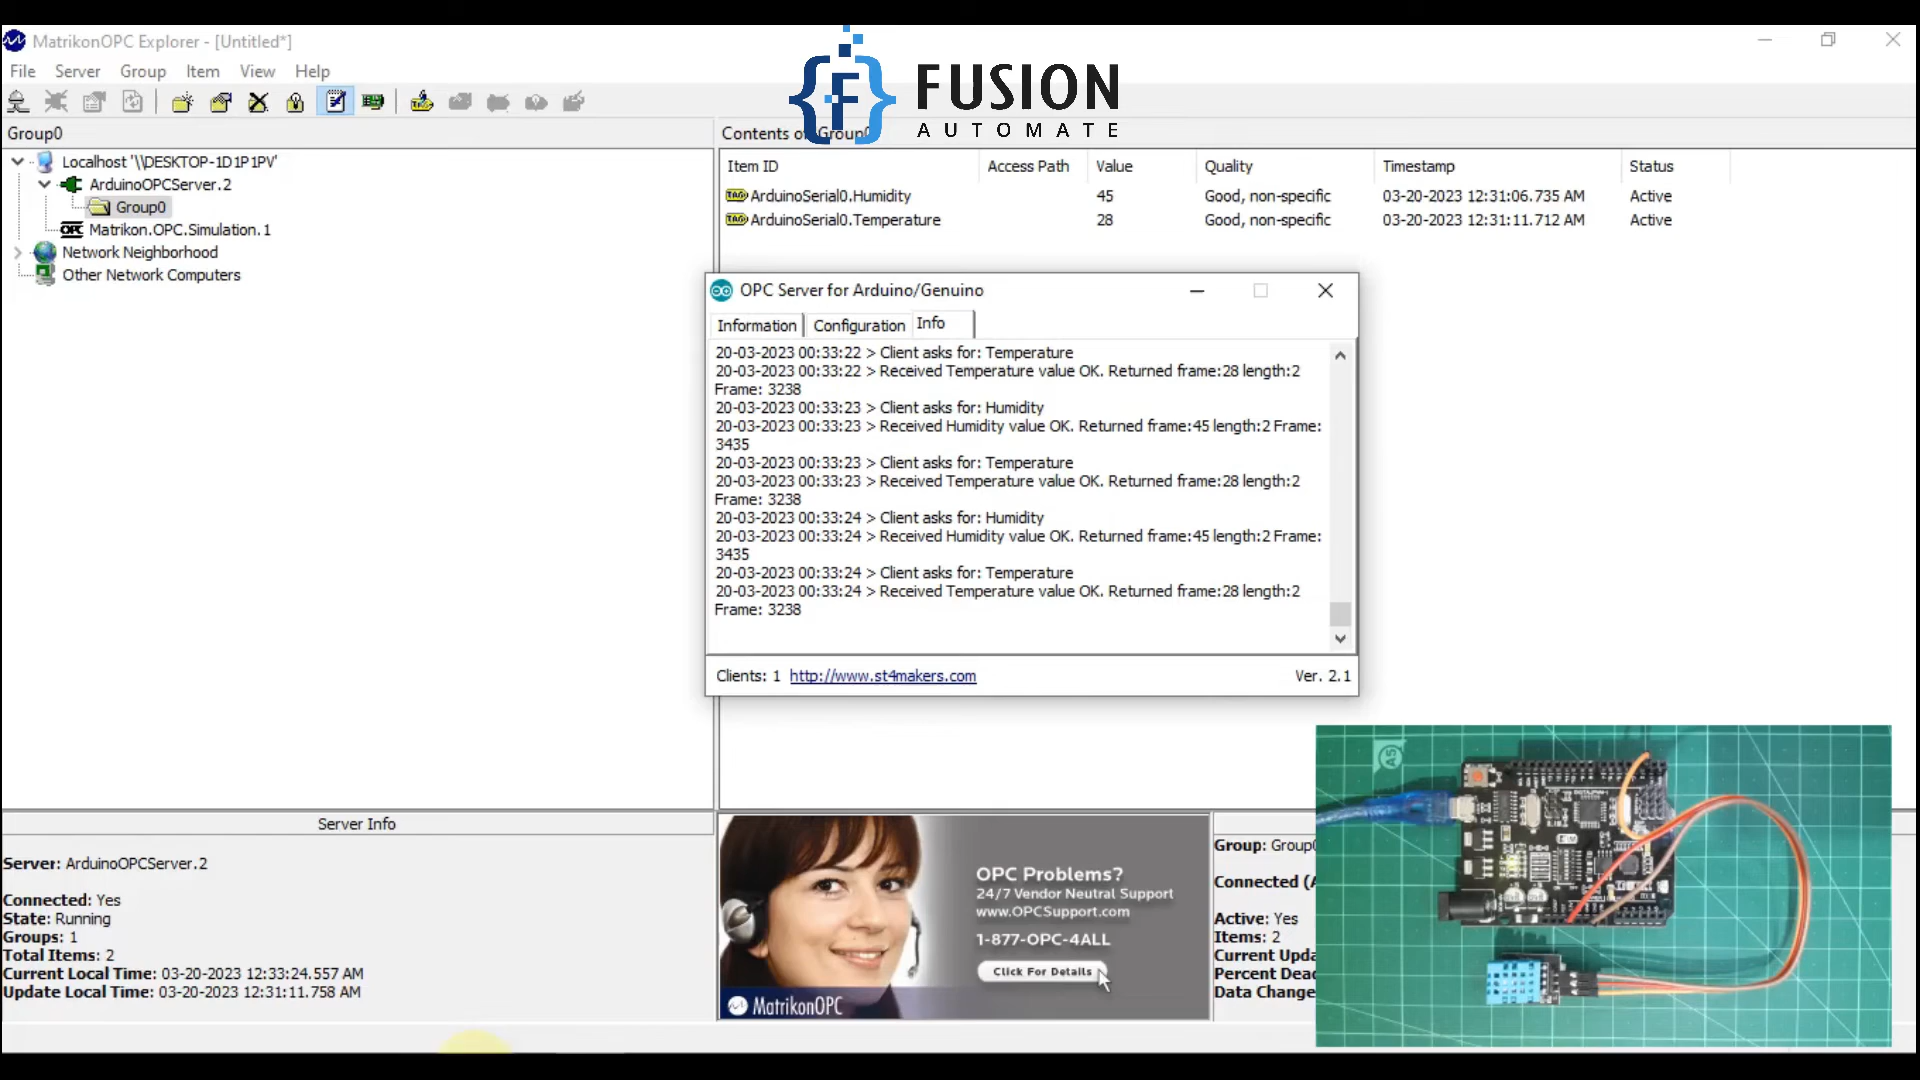 MatrikonOPC Explorer - [Untitled*]
FUSION
AUTOMATE
File Server Group Item View Help
Group0
Contents of 'Group0'
Localhost '\\DESKTOP-1D1P1PV'
ArduinoOPCServer.2
Group0
Matrikon.OPC.Simulation.1
Network Neighborhood
Other Network Computers
Item ID Access Path Value Quality Timestamp Status
ArduinoSerial0.Humidity 45 Good, non-specific 03-20-2023 12:31:06.735 AM Active
ArduinoSerial0.Temperature 28 Good, non-specific 03-20-2023 12:31:11.712 AM Active
OPC Server for Arduino/Genuino
Information Configuration Info
20-03-2023 00:33:22 > Client asks for: Temperature
20-03-2023 00:33:22 > Received Temperature value OK. Returned frame:28 length:2
Frame: 3238
20-03-2023 00:33:23 > Client asks for: Humidity
20-03-2023 00:33:23 > Received Humidity value OK. Returned frame:45 length:2 Frame:
3435
20-03-2023 00:33:23 > Client asks for: Temperature
20-03-2023 00:33:23 > Received Temperature value OK. Returned frame:28 length:2
Frame: 3238
20-03-2023 00:33:24 > Client asks for: Humidity
20-03-2023 00:33:24 > Received Humidity value OK. Returned frame:45 length:2 Frame:
3435
20-03-2023 00:33:24 > Client asks for: Temperature
20-03-2023 00:33:24 > Received Temperature value OK. Returned frame:28 length:2
Frame: 3238
Clients: 1 http://www.st4makers.com Ver. 2.1
Server Info
Server: ArduinoOPCServer.2
Connected: Yes
State: Running
Groups: 1
Total Items: 2
Current Local Time: 03-20-2023 12:33:24.557 AM
Update Local Time: 03-20-2023 12:31:11.758 AM
OPC Problems?
24/7 Vendor Neutral Support
www.OPCSupport.com
1-877-OPC-4ALL
Click For Details
MatrikonOPC
Group: Group0
Connected (A
Active: Yes
Items: 2
Current Upda
Percent Dead
Data Change
A5